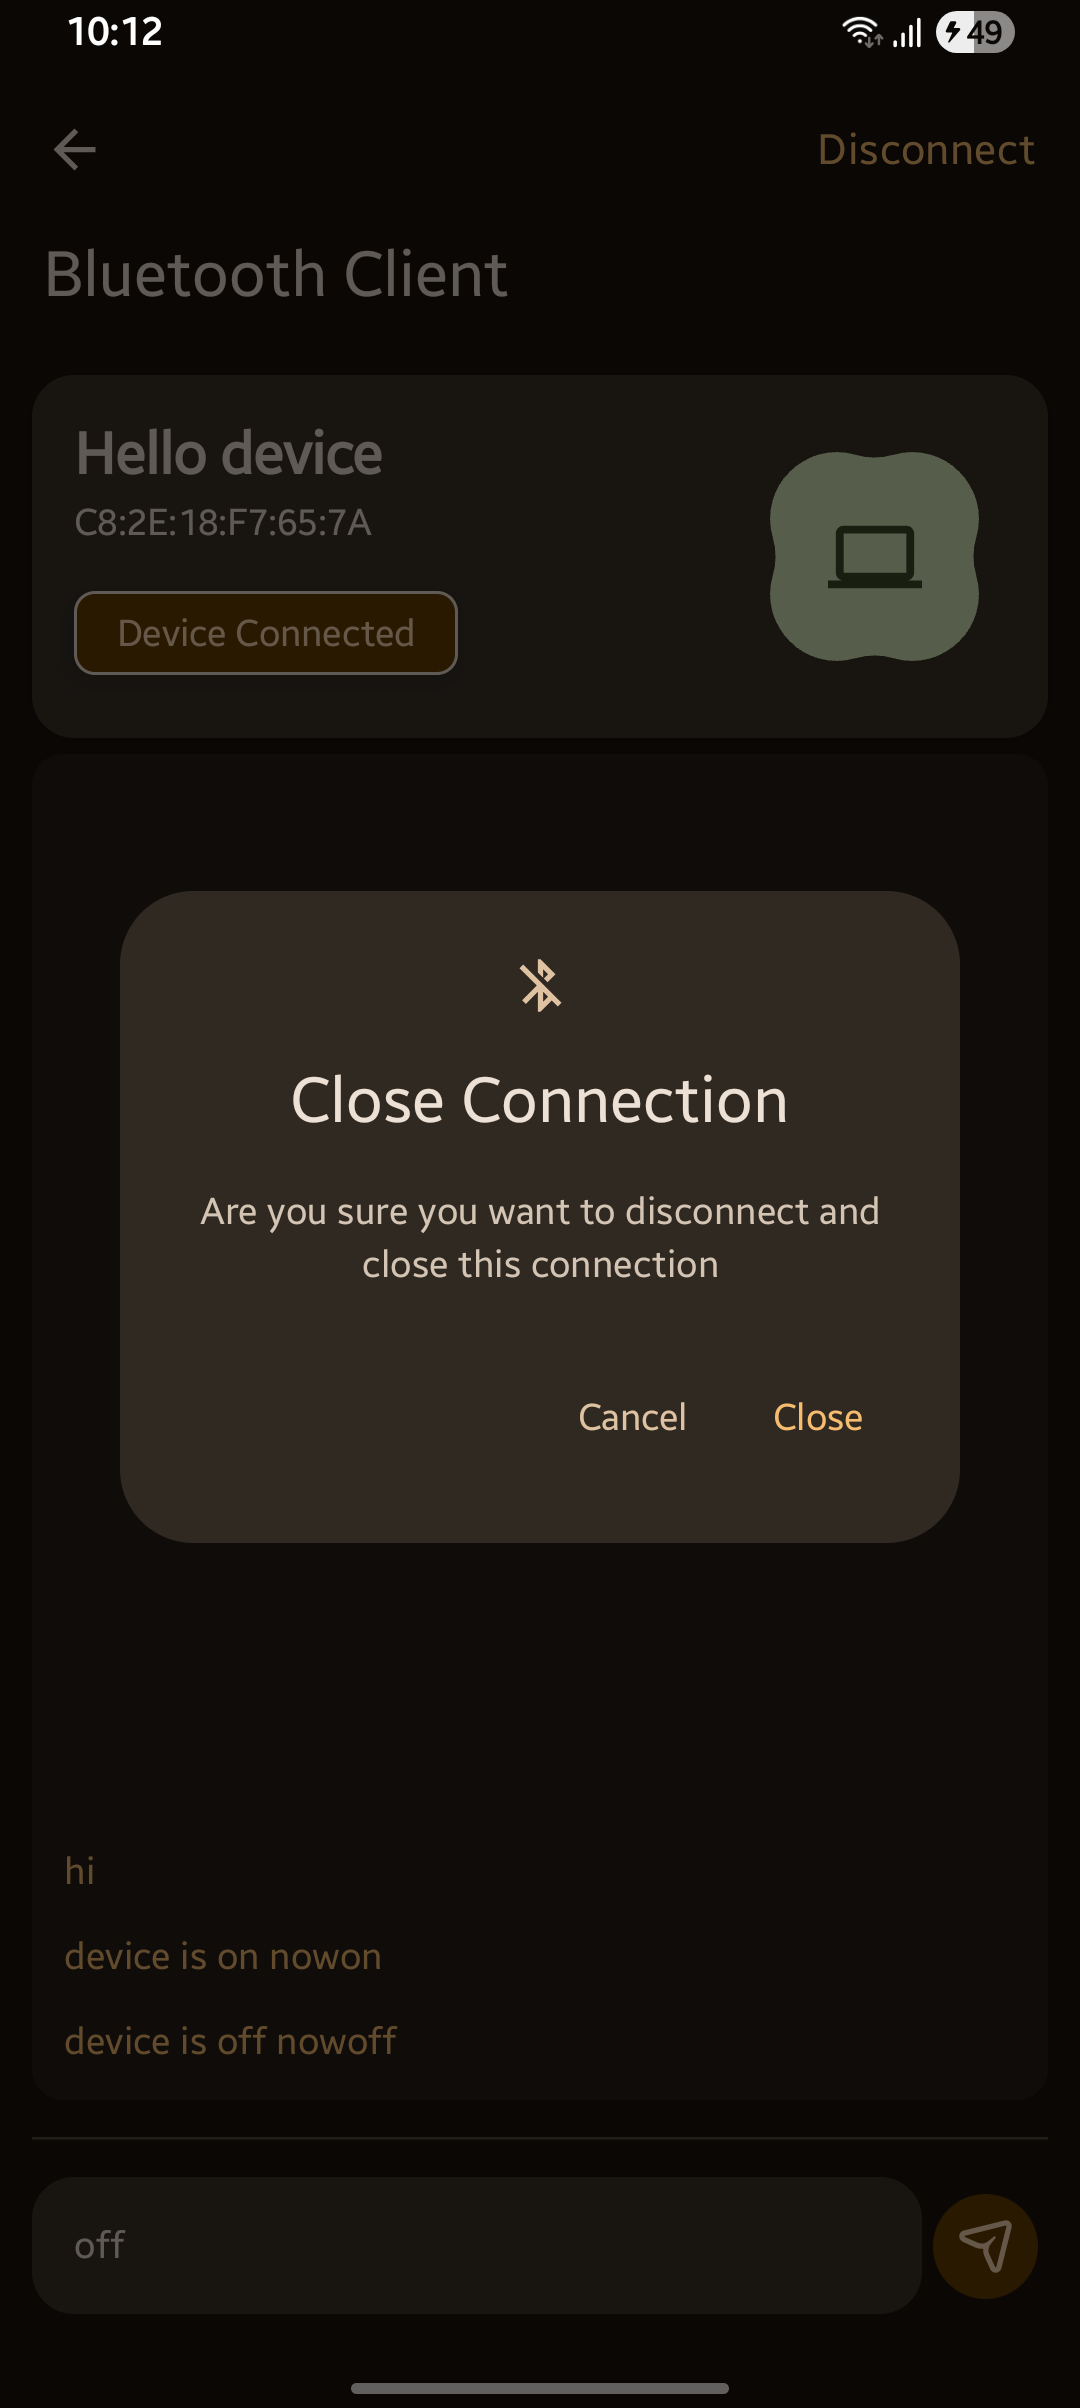 10:12
49
Disconnect
Bluetooth Client
Hello device
C8:2E:18:F7:65:7A
Device Connected
Close Connection
Are you sure you want to disconnect and
close this connection
Cancel
Close
hi
device is on nowon
device is off nowoff
off